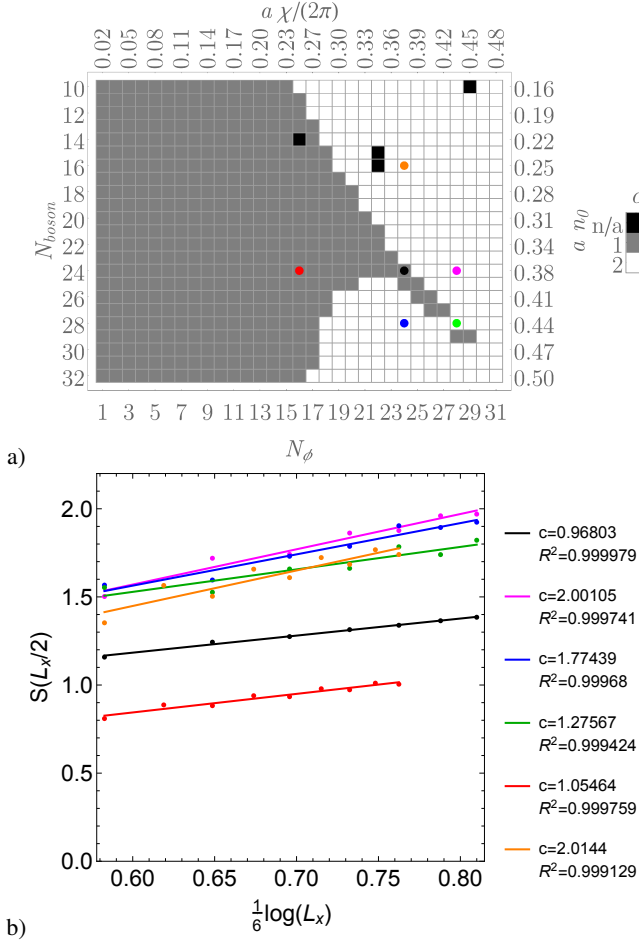 a χ/(2π)
0.02 0.05 0.08 0.11 0.14 0.17 0.20 0.23 0.27 0.30 0.33 0.36 0.39 0.42 0.45 0.48
10 0.16
12 0.19
14 0.22
16 0.25
18 0.28
20 0.31
22 0.34
24 0.38
26 0.41
28 0.44
30 0.47
32 0.50
N_boson
a n_0
n/a
1
2
1 3 5 7 9 11 13 15 17 19 21 23 25 27 29 31
a)
N_ϕ
2.0
1.5
1.0
0.5
0.0
S(L_x/2)
0.60 0.65 0.70 0.75 0.80
b)
1/6 log(L_x)
c=0.96803
R²=0.999979
c=2.00105
R²=0.999741
c=1.77439
R²=0.99968
c=1.27567
R²=0.999424
c=1.05464
R²=0.999759
c=2.0144
R²=0.999129